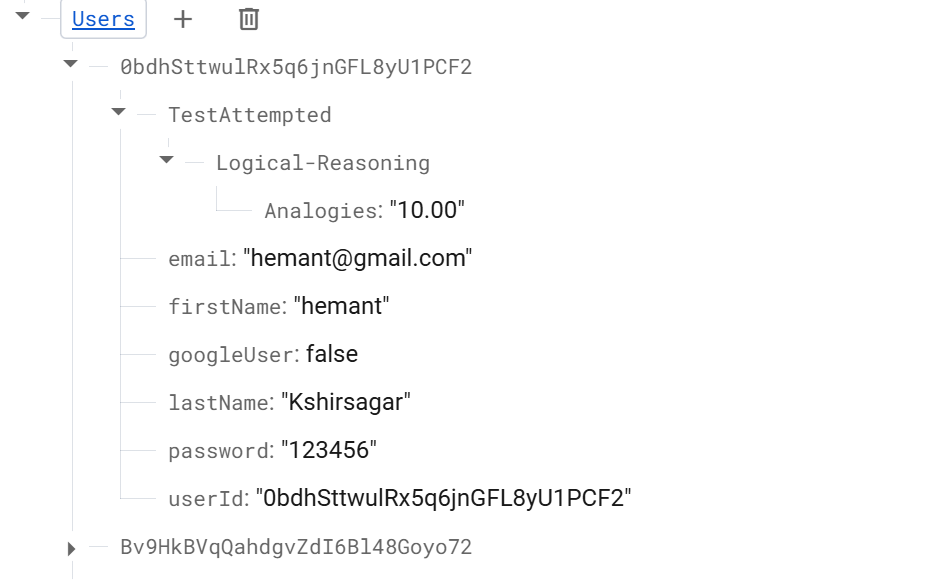 Users
0bdhSttwulRx5q6jnGFL8yU1PCF2
TestAttempted
Logical-Reasoning
Analogies: "10.00"
email: "hemant@gmail.com"
firstName: "hemant"
googleUser: false
lastName: "Kshirsagar"
password: "123456"
userId: "0bdhSttwulRx5q6jnGFL8yU1PCF2"
Bv9HkBVqQahdgvZdI6Bl48Goyo72